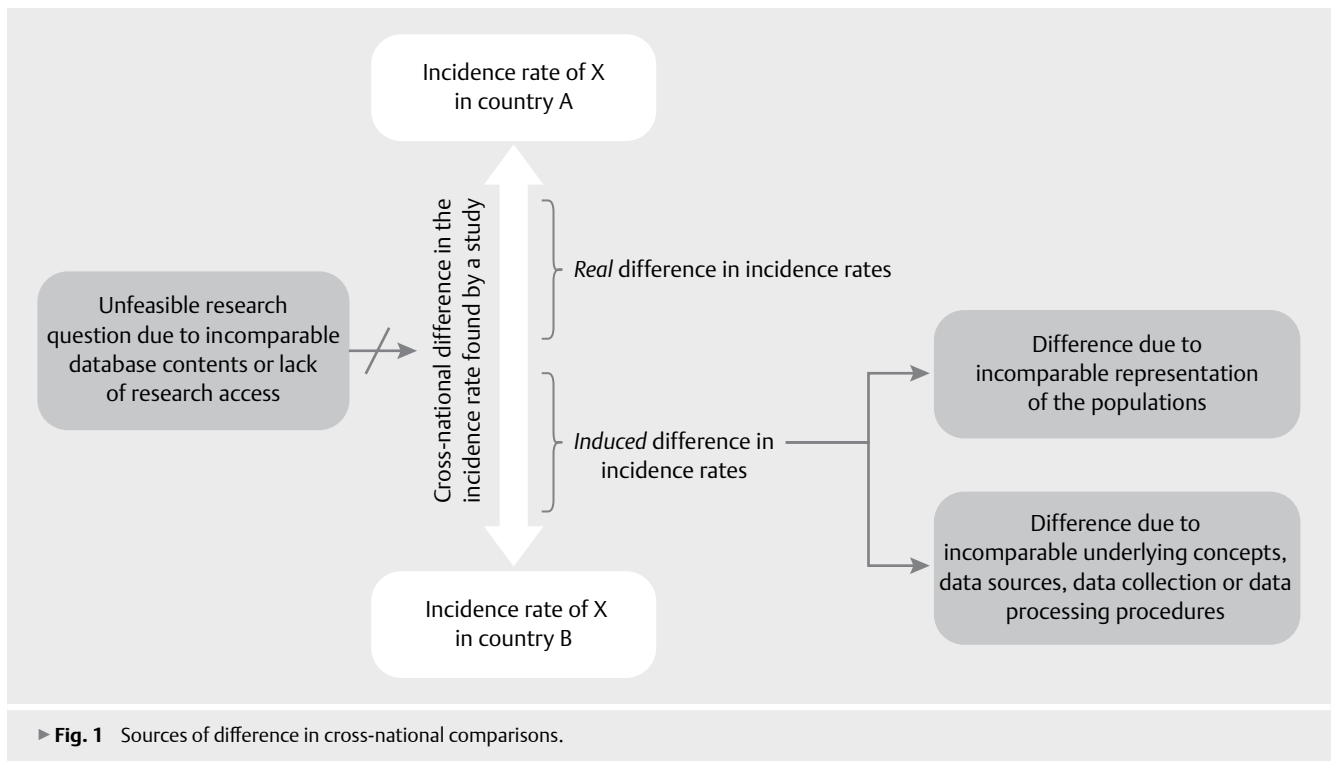 Incidence rate of X
in country A
Cross-national difference in the
incidence rate found by a study
Real difference in incidence rates
Unfeasible research
question due to incomparable
database contents or lack
of research access
Induced difference in
incidence rates
Difference due to
incomparable representation
of the populations
Difference due to
incomparable underlying concepts,
data sources, data collection or data
processing procedures
Incidence rate of X
in country B
▶ Fig. 1 Sources of difference in cross-national comparisons.